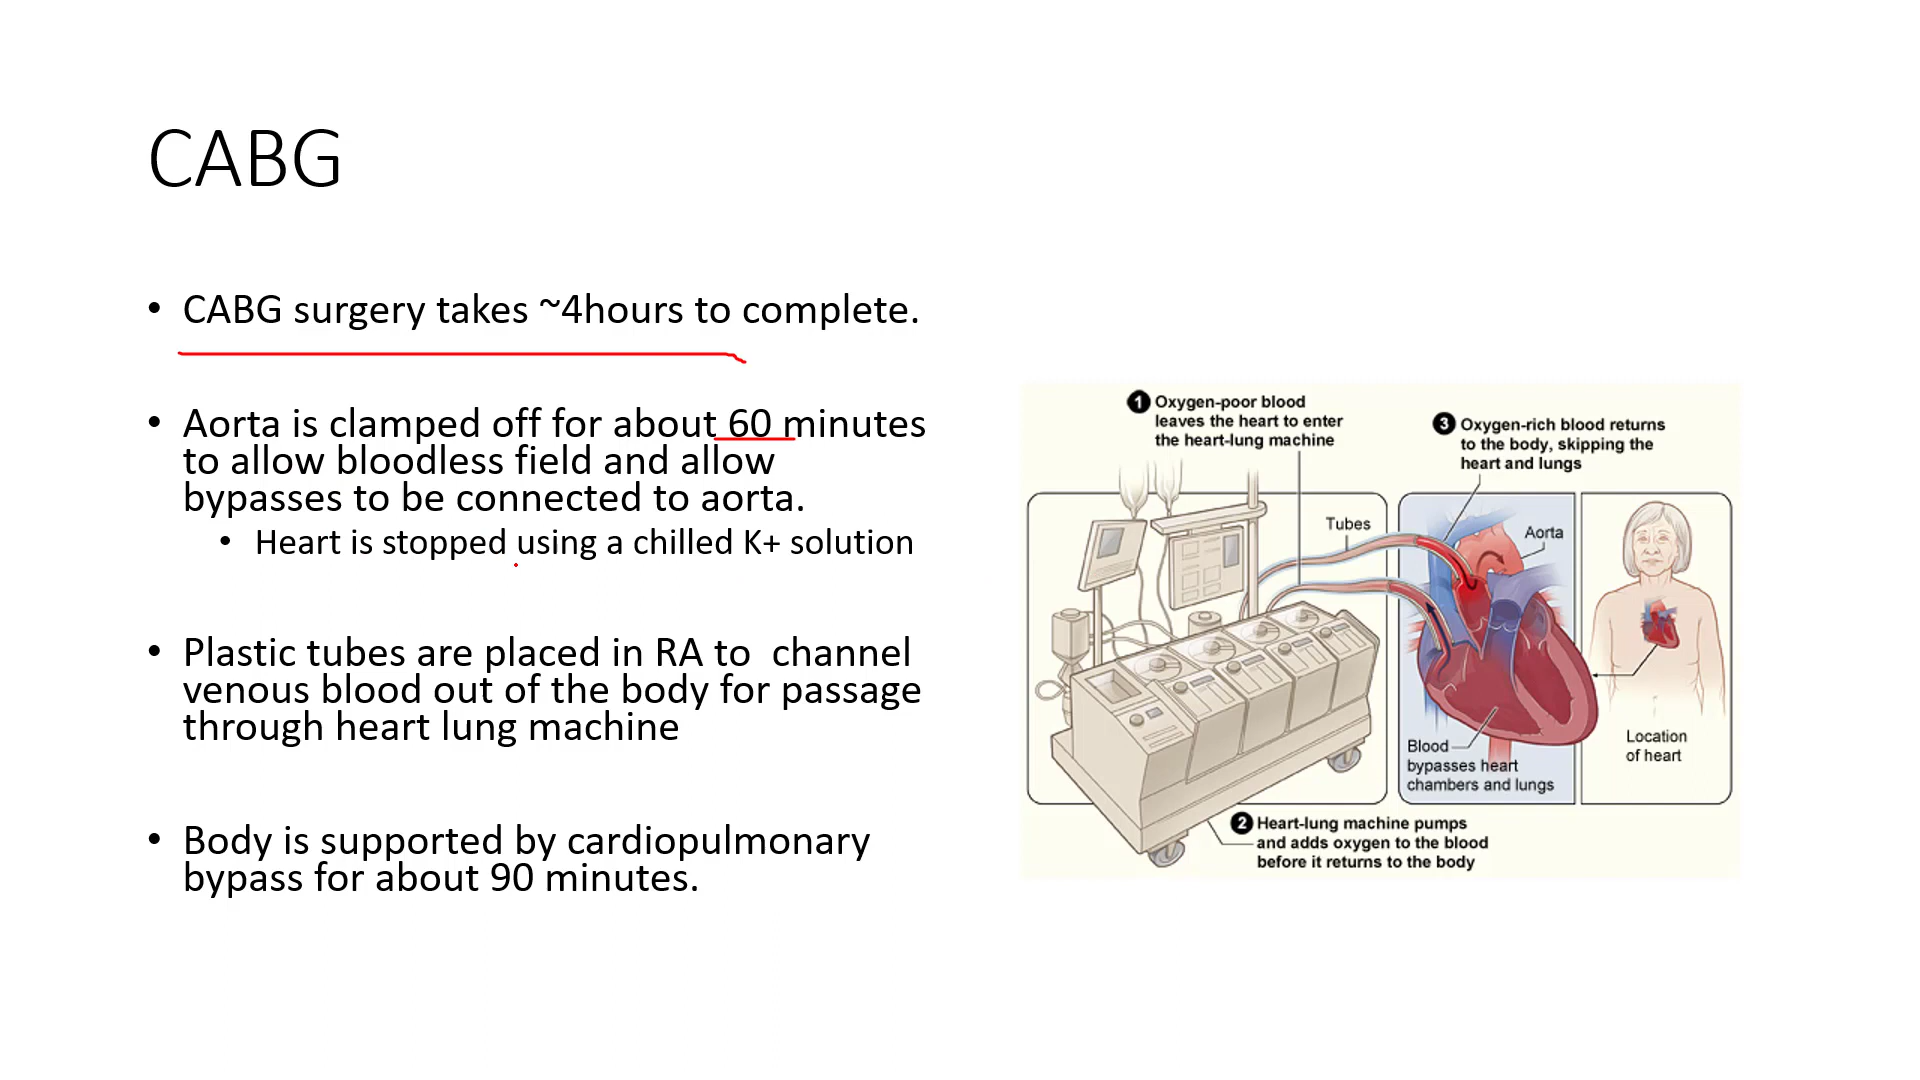 CABG
• CABG surgery takes ~4hours to complete.
• Aorta is clamped off for about 60 minutes
to allow bloodless field and allow
bypasses to be connected to aorta.
• Heart is stopped using a chilled K+ solution
• Plastic tubes are placed in RA to  channel
venous blood out of the body for passage
through heart lung machine
• Body is supported by cardiopulmonary
bypass for about 90 minutes.
1 Oxygen-poor blood
leaves the heart to enter
the heart-lung machine
3 Oxygen-rich blood returns
to the body, skipping the
heart and lungs
Tubes
Aorta
Blood
bypasses heart
chambers and lungs
Location
of heart
2 Heart-lung machine pumps
and adds oxygen to the blood
before it returns to the body